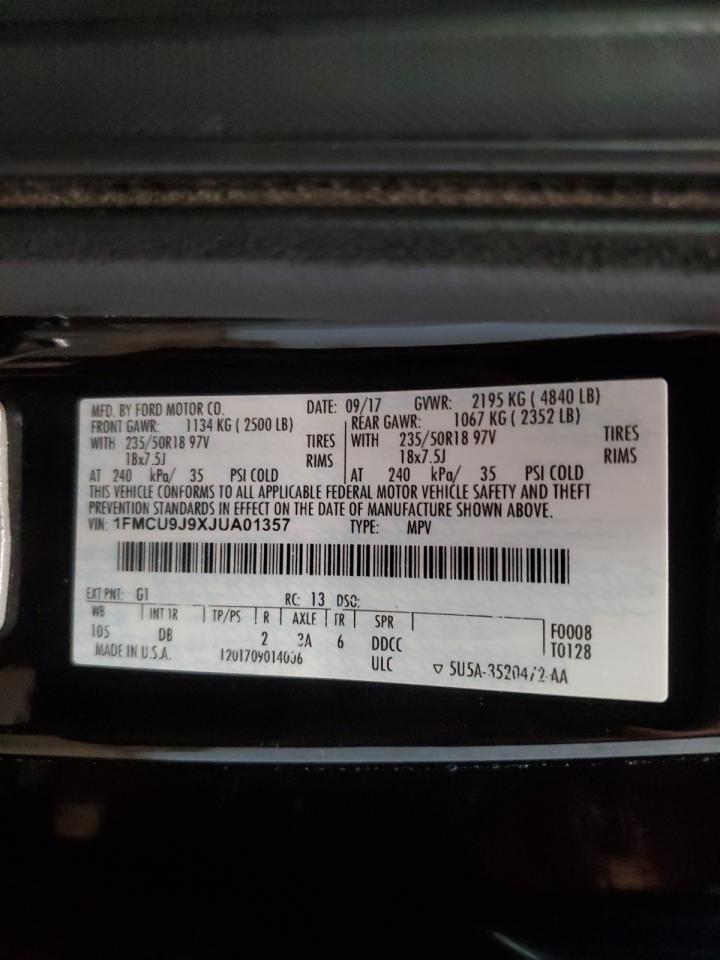 MFD. BY FORD MOTOR CO. DATE: 09/17 GVWR: 2195 KG ( 4840 LB)
FRONT GAWR: 1134 KG ( 2500 LB) REAR GAWR: 1067 KG ( 2352 LB)
WITH 235/50R18 97V TIRES WITH 235/50R18 97V TIRES
18x7.5J RIMS 18x7.5J RIMS
AT 240 kPa/ 35 PSI COLD AT 240 kPa/ 35 PSI COLD
THIS VEHICLE CONFORMS TO ALL APPLICABLE FEDERAL MOTOR VEHICLE SAFETY AND THEFT
PREVENTION STANDARDS IN EFFECT ON THE DATE OF MANUFACTURE SHOWN ABOVE.
VIN: 1FMCU9J9XJUA01357 TYPE: MPV
EXT PNT: G1 RC: 13 DSO:
WB INT TR TP/PS R AXLE TR SPR F0008
105 DB 2 3A 6 DDCC T0128
MADE IN U.S.A. 1201709014006 ULC ▽ 5U5A-3520472-AA